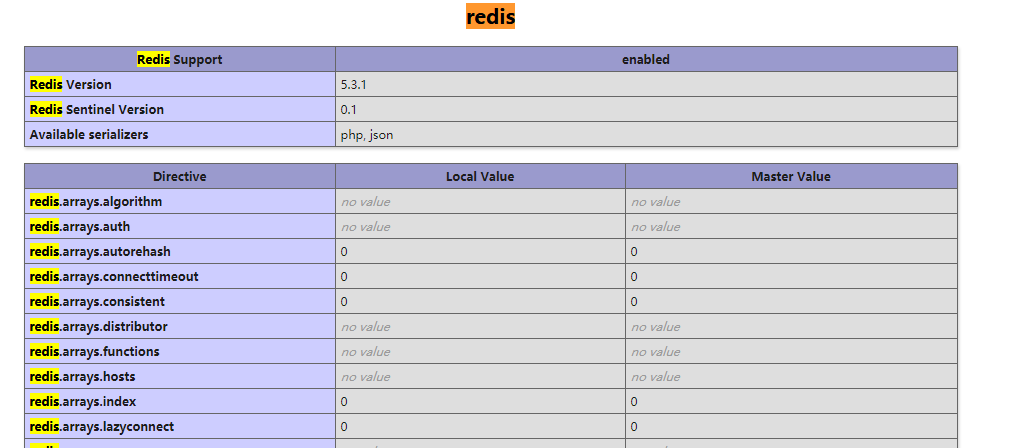 redis
Redis Support enabled
Redis Version 5.3.1
Redis Sentinel Version 0.1
Available serializers php, json
Directive Local Value Master Value
redis.arrays.algorithm no value no value
redis.arrays.auth no value no value
redis.arrays.autorehash 0 0
redis.arrays.connecttimeout 0 0
redis.arrays.consistent 0 0
redis.arrays.distributor no value no value
redis.arrays.functions no value no value
redis.arrays.hosts no value no value
redis.arrays.index 0 0
redis.arrays.lazyconnect 0 0